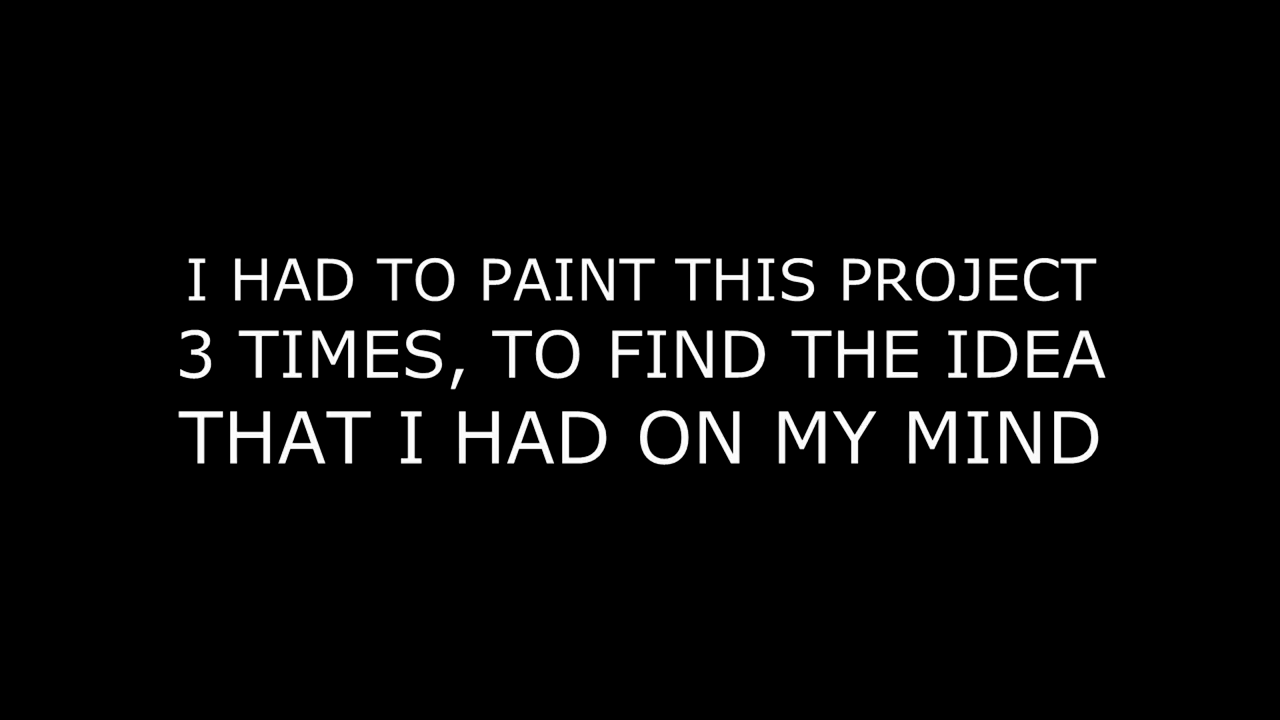 I HAD TO PAINT THIS PROJECT
3 TIMES, TO FIND THE IDEA
THAT I HAD ON MY MIND